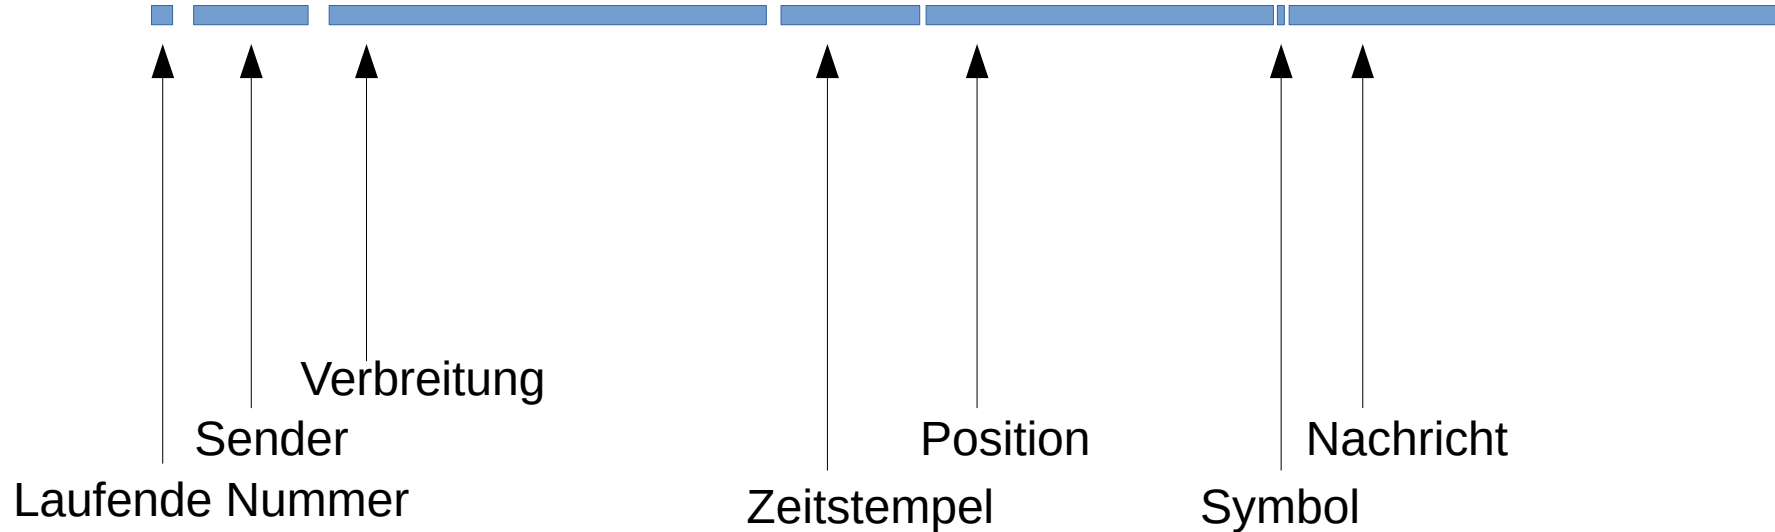 Verbreitung
Sender
Position
Nachricht
Laufende Nummer
Zeitstempel
Symbol